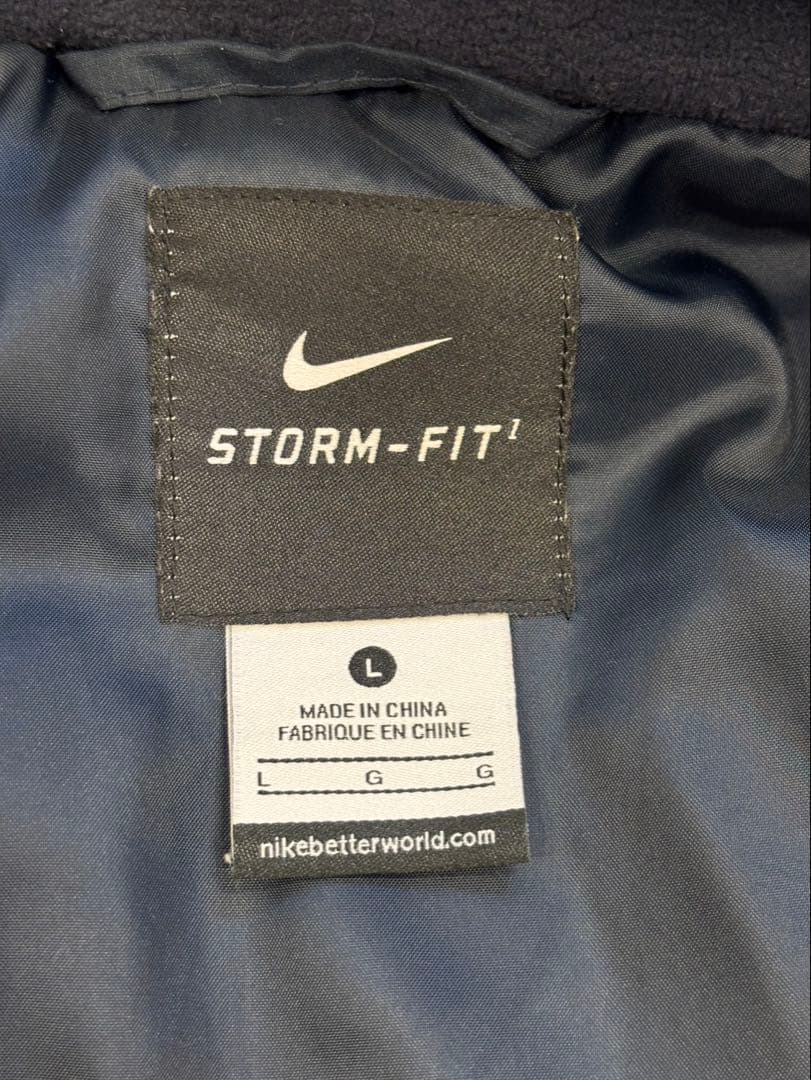 STORM-FIT¹
L
MADE IN CHINA
FABRIQUE EN CHINE
L G G
nikebetterworld.com